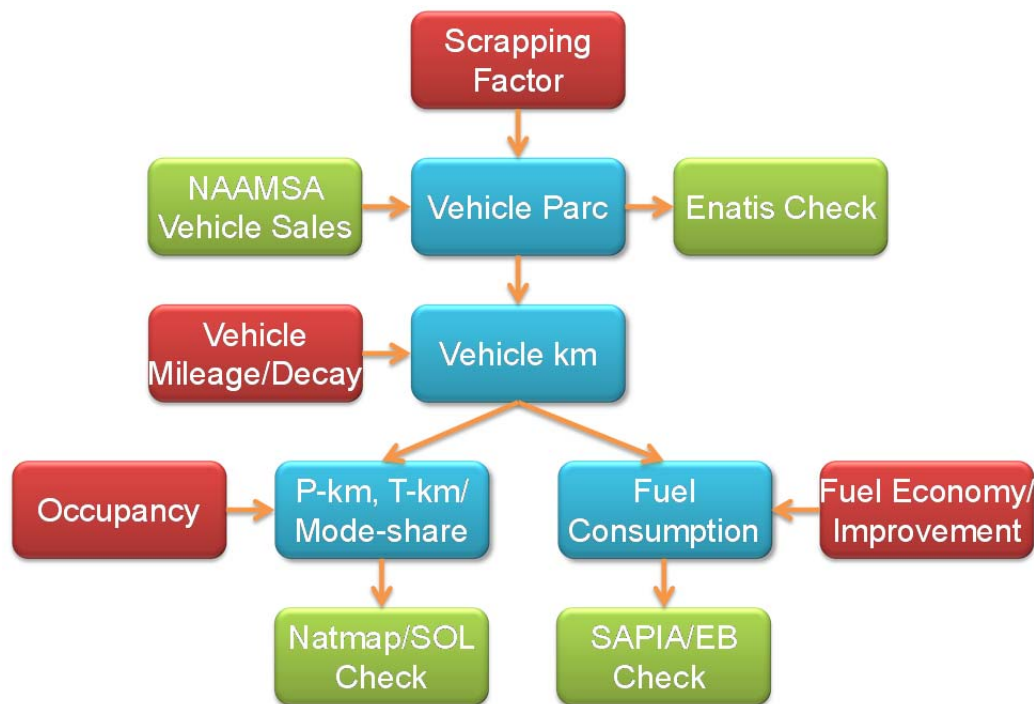 Scrapping
Factor
NAAMSA
Vehicle Sales
Vehicle Parc
Enatis Check
Vehicle
Mileage/Decay
Vehicle km
Occupancy
P-km, T-km/
Mode-share
Fuel
Consumption
Fuel Economy/
Improvement
Natmap/SOL
Check
SAPIA/EB
Check